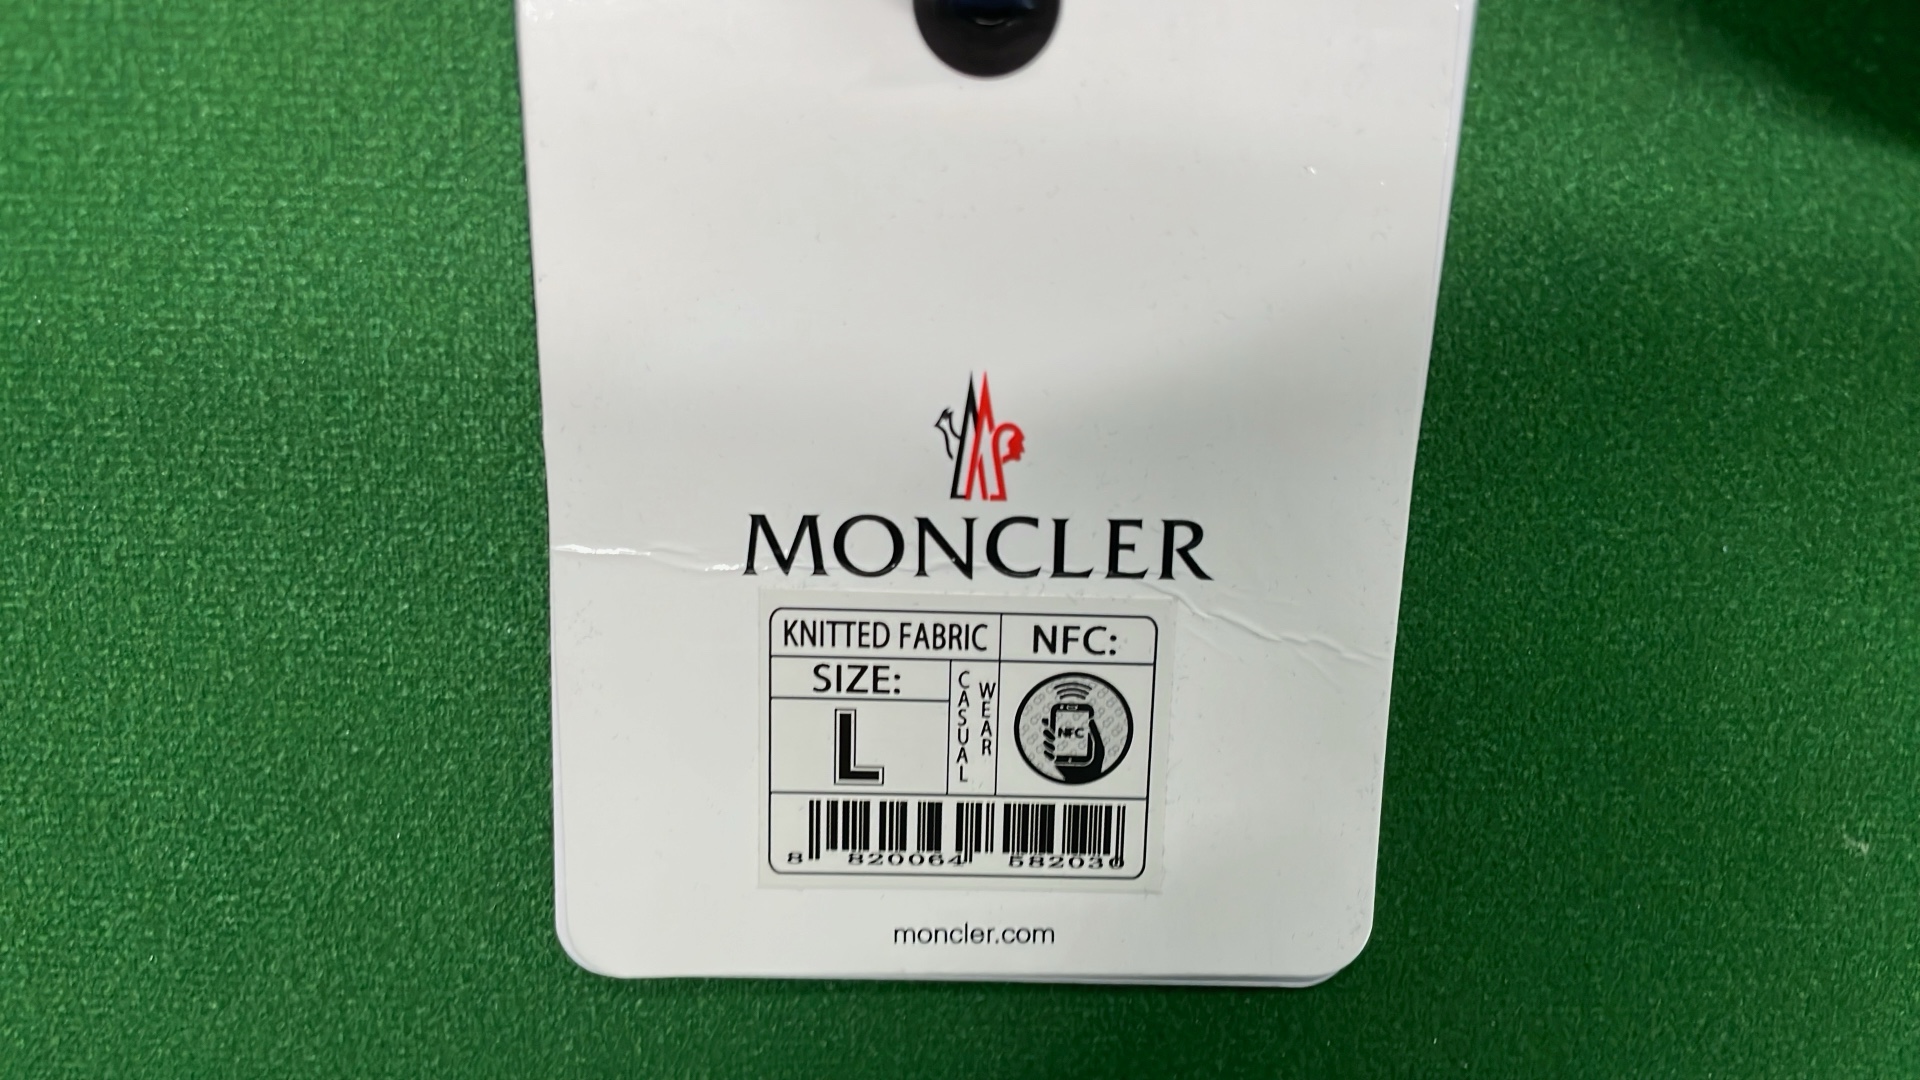 MONCLER
KNITTED FABRIC
NFC:
SIZE:
CASUAL
WEAR
L
NFC
8 820064 582030
moncler.com